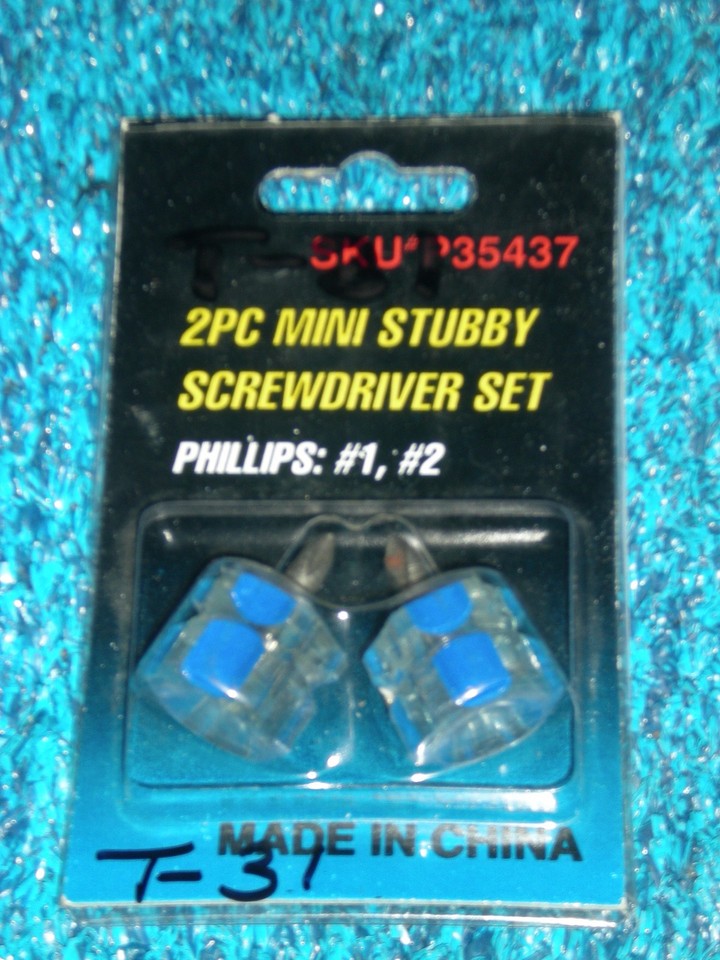 SKU#P35437
2PC MINI STUBBY
SCREWDRIVER SET
PHILLIPS: #1, #2
MADE IN CHINA
T-31